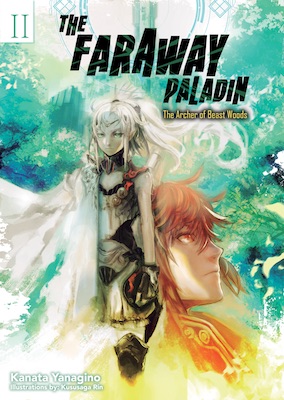 II
THE
FARAWAY
PALADIN
The Archer of Beast Woods
Kanata Yanagino
Illustrations by: Kususaga Rin